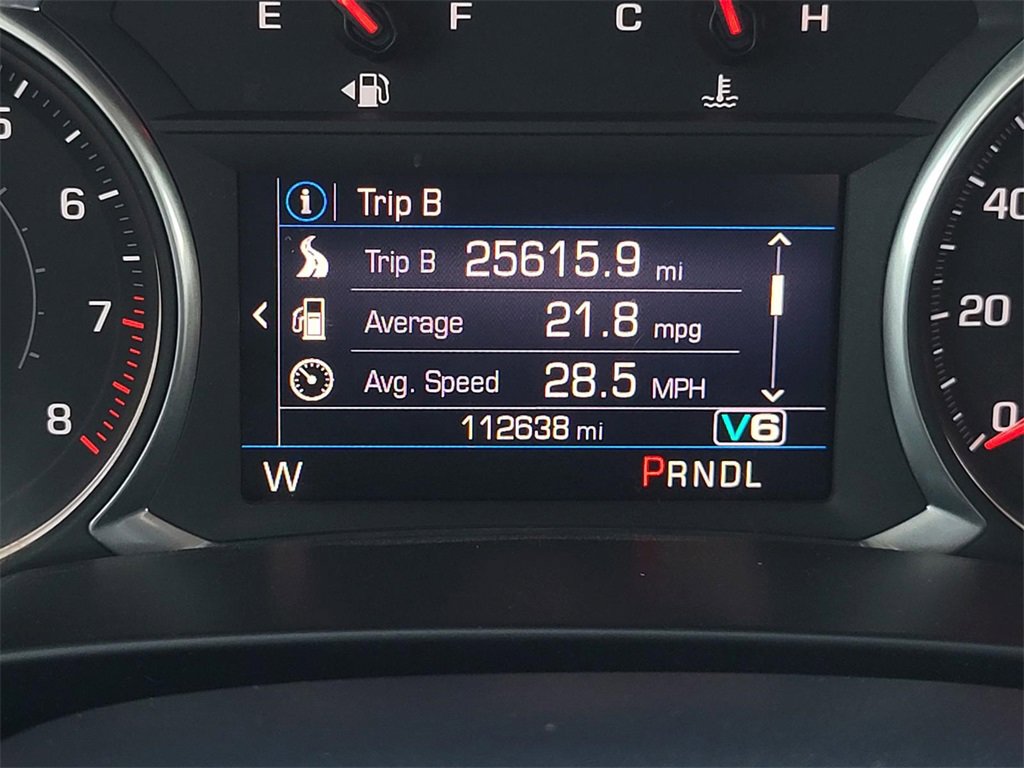 E F C H
5
6
7
8
i Trip B
Trip B 25615.9 mi
Average 21.8 mpg
Avg. Speed 28.5 MPH
112638 mi V6
W PRNDL
40
20
0